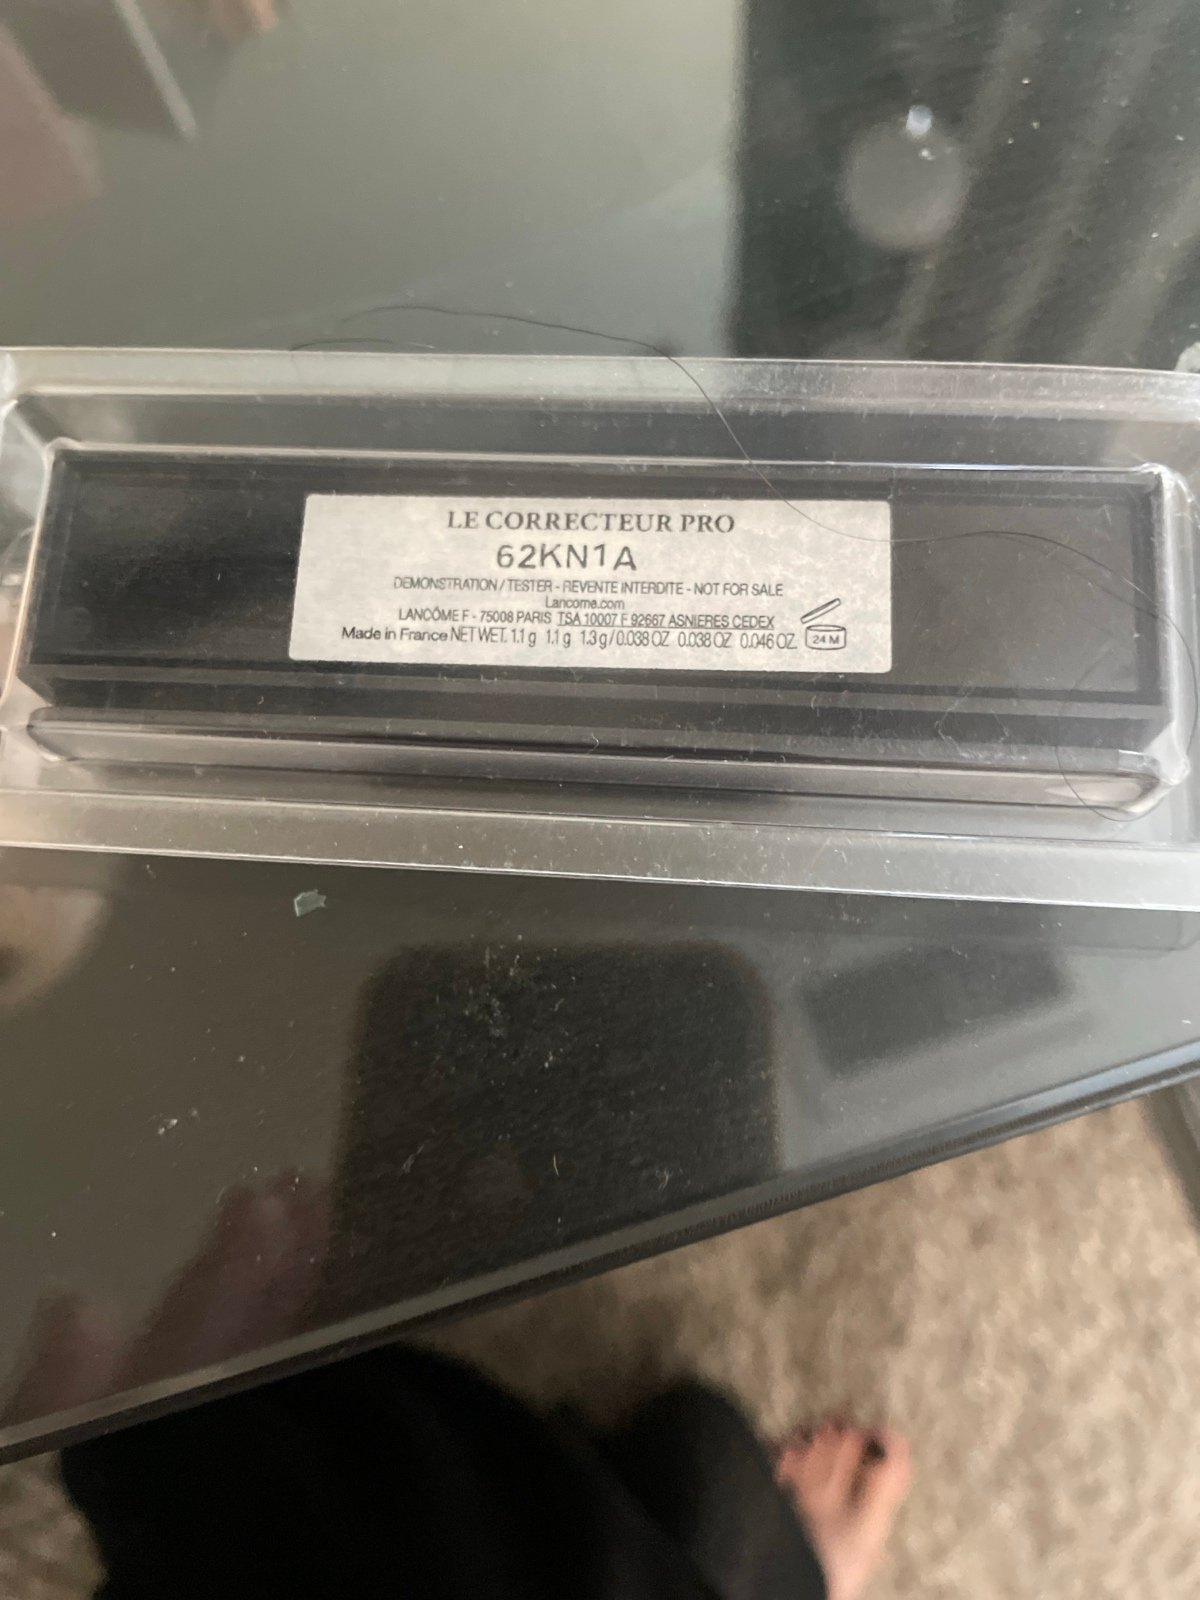 LE CORRECTEUR PRO
62KN1A
DEMONSTRATION / TESTER - REVENTE INTERDITE - NOT FOR SALE
Lancome.com
LANCÔME F - 75008 PARIS TSA 10007 F 92667 ASNIERES CEDEX
Made in France NET WET. 1.1 g 1.1 g 1.3 g / 0.038 OZ 0.038 OZ 0.046 OZ.
24 M